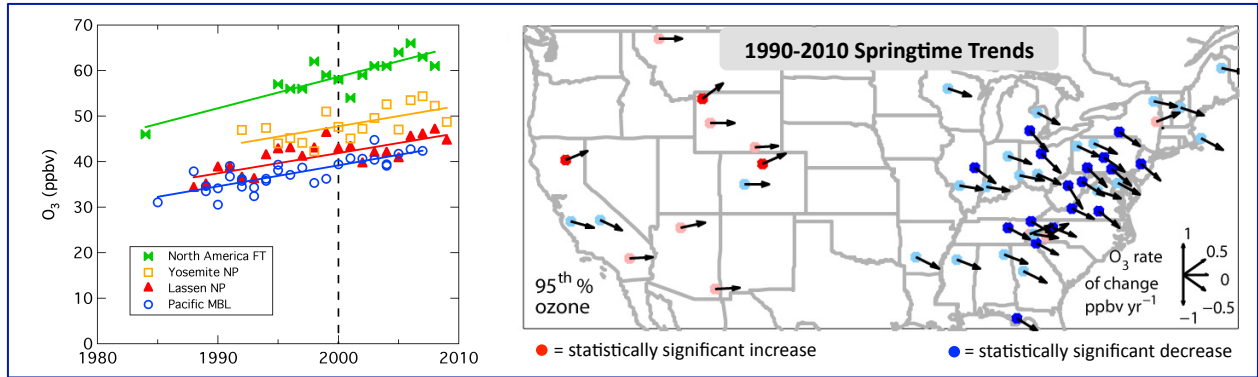 70
60
50
40
30
20
10
0
O3 (ppbv)
1980
1990
2000
2010
North America FT
Yosemite NP
Lassen NP
Pacific MBL
1990-2010 Springtime Trends
95th %
ozone
O3 rate
of change
ppbv yr−1
1
0.5
0
−0.5
−1
= statistically significant increase
= statistically significant decrease